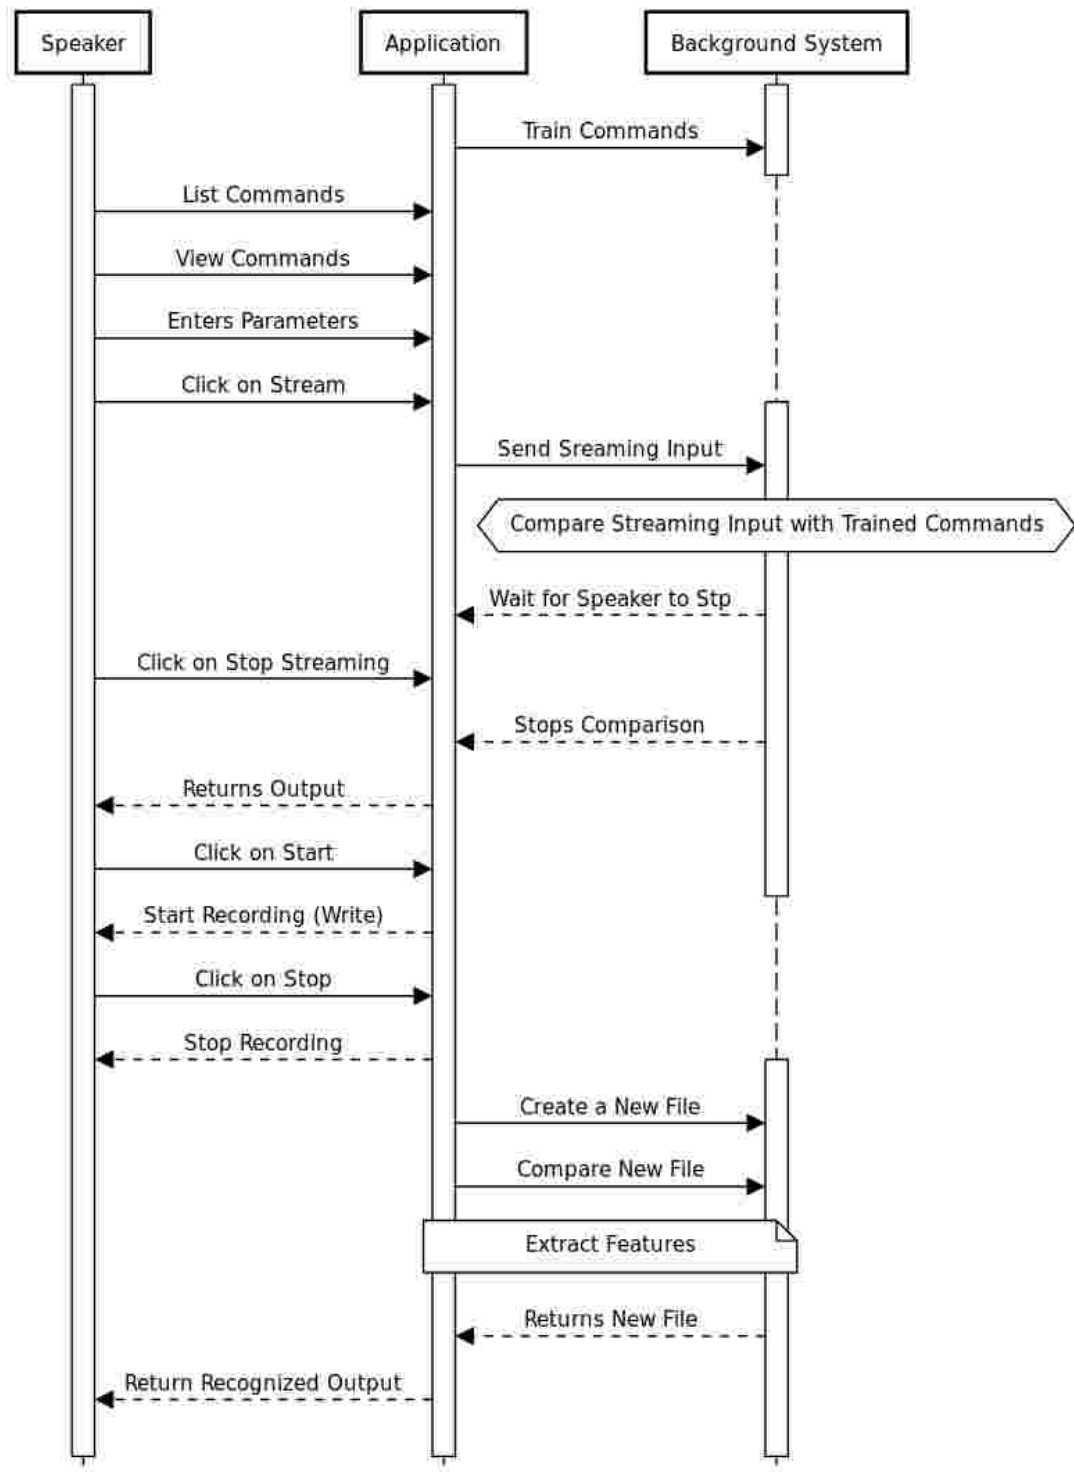 Speaker
Application
Background System
Train Commands
List Commands
View Commands
Enters Parameters
Click on Stream
Send Sreaming Input
Compare Streaming Input with Trained Commands
Wait for Speaker to Stp
Click on Stop Streaming
Stops Comparison
Returns Output
Click on Start
Start Recording (Write)
Click on Stop
Stop Recording
Create a New File
Compare New File
Extract Features
Returns New File
Return Recognized Output